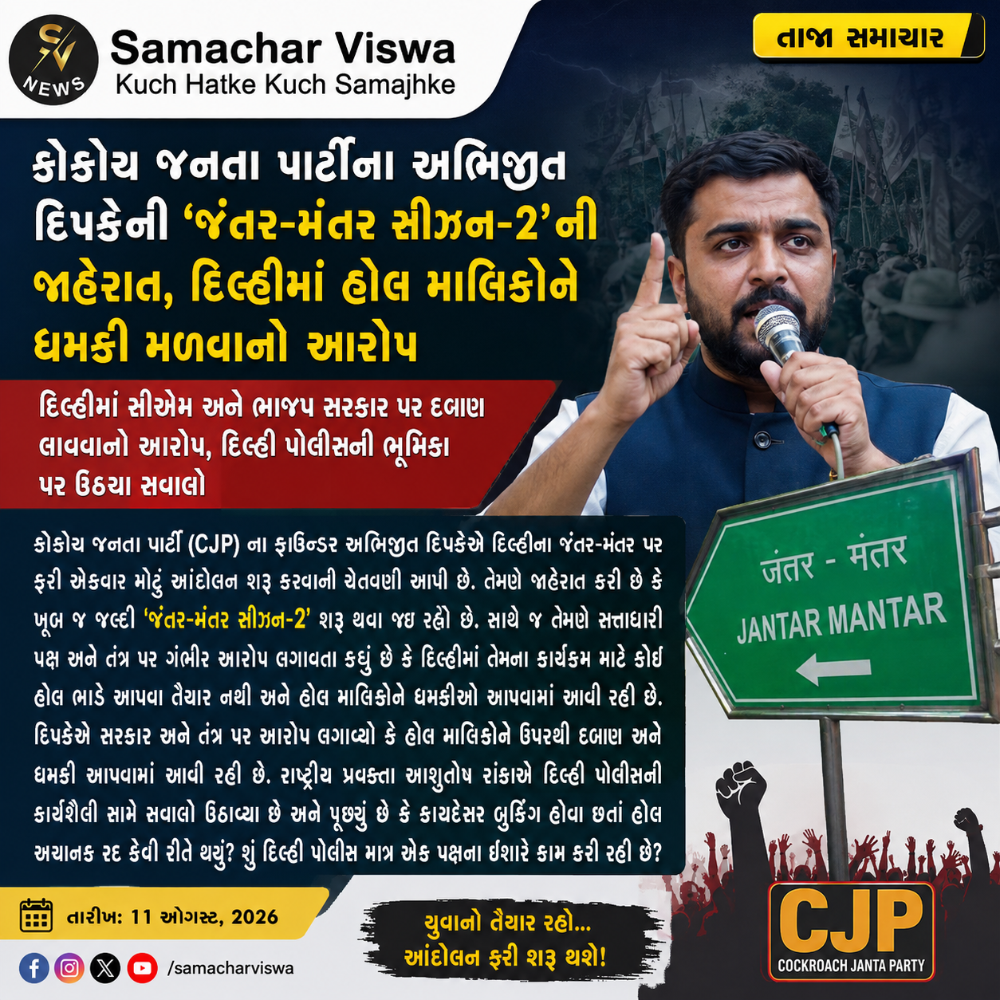 SV
NEWS
Samachar Viswa
Kuch Hatke Kuch Samajhke
તાજા સમાચાર
કોકોચ જનતા પાર્ટીના અભિજીત
દિપકેની ‘જંતર-મંતર સીઝન-2’ની
જાહેરાત, દિલ્હીમાં હોલ માલિકોને
ધમકી મળવાનો આરોપ
દિલ્હીમાં સીએમ અને ભાજપ સરકાર પર દબાણ
લાવવાનો આરોપ, દિલ્હી પોલીસની ભૂમિકા
પર ઉઠયા સવાલો
કોકોચ જનતા પાર્ટી (CJP) ના ફાઉન્ડર અભિજીત દિપકેએ દિલ્હીના જંતર-મંતર પર
ફરી એકવાર મોટું આંદોલન શરૂ કરવાની ચેતવણી આપી છે. તેમણે જાહેરાત કરી છે કે
ખૂબ જ જલ્દી ‘જંતર-મંતર સીઝન-2’ શરૂ થવા જઇ રહ્યો છે. સાથે જ તેમણે સત્તાધારી
પક્ષ અને તંત્ર પર ગંભીર આરોપ લગાવતા કહ્યું છે કે દિલ્હીમાં તેમના કાર્યકમ માટે કોઈ
હોલ ભાડે આપવા તૈયાર નથી અને હોલ માલિકોને ધમકીઓ આપવામાં આવી રહી છે.
દિપકેએ સરકાર અને તંત્ર પર આરોપ લગાવ્યો કે હોલ માલિકોને ઉપરથી દબાણ અને
ધમકી આપવામાં આવી રહી છે. રાષ્ટ્રીય પ્રવક્તા આશુતોષ રાંકાએ દિલ્હી પોલીસની
કાર્યશૈલી સામે સવાલો ઉઠાવ્યા છે અને પૂછ્યું છે કે કાયદેસર બુકિંગ હોવા છતાં હોલ
અચાનક રદ કેવી રીતે થયું? શું દિલ્હી પોલીસ માત્ર એક પક્ષના ઈશારે કામ કરી રહી છે?
जंतर - मंतर
JANTAR MANTAR
તારીખ: 11 ઓગસ્ટ, 2026
/samacharviswa
યુવાનો તૈયાર રહો...
આંદોલન ફરી શરૂ થશે!
CJP
COCKROACH JANTA PARTY